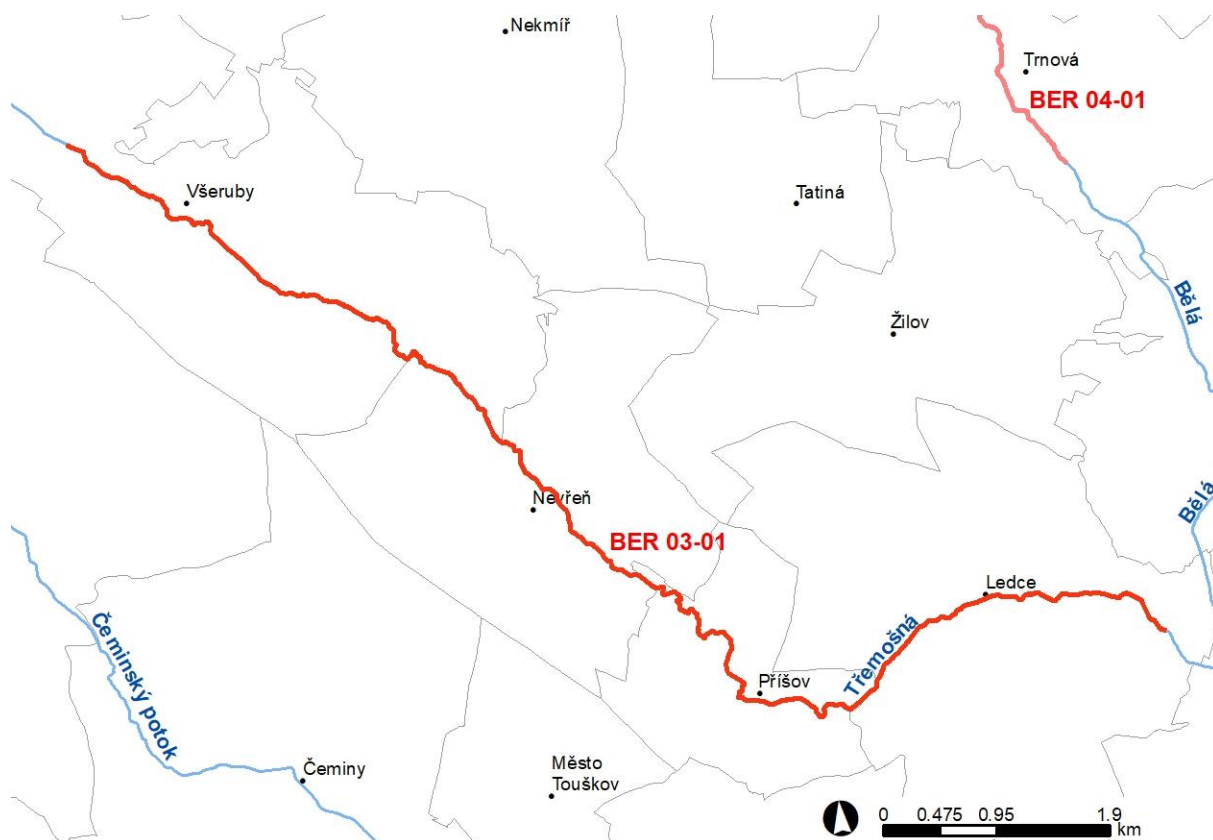 Nekmíř
Trnová
BER 04-01
Všeruby
Tatiná
Bělá
Žilov
Bělá
Nevřeň
BER 03-01
Ledce
Třemošná
Čeminský potok
Příšov
Čeminy
Město
Touškov
0 0.475 0.95 1.9
km